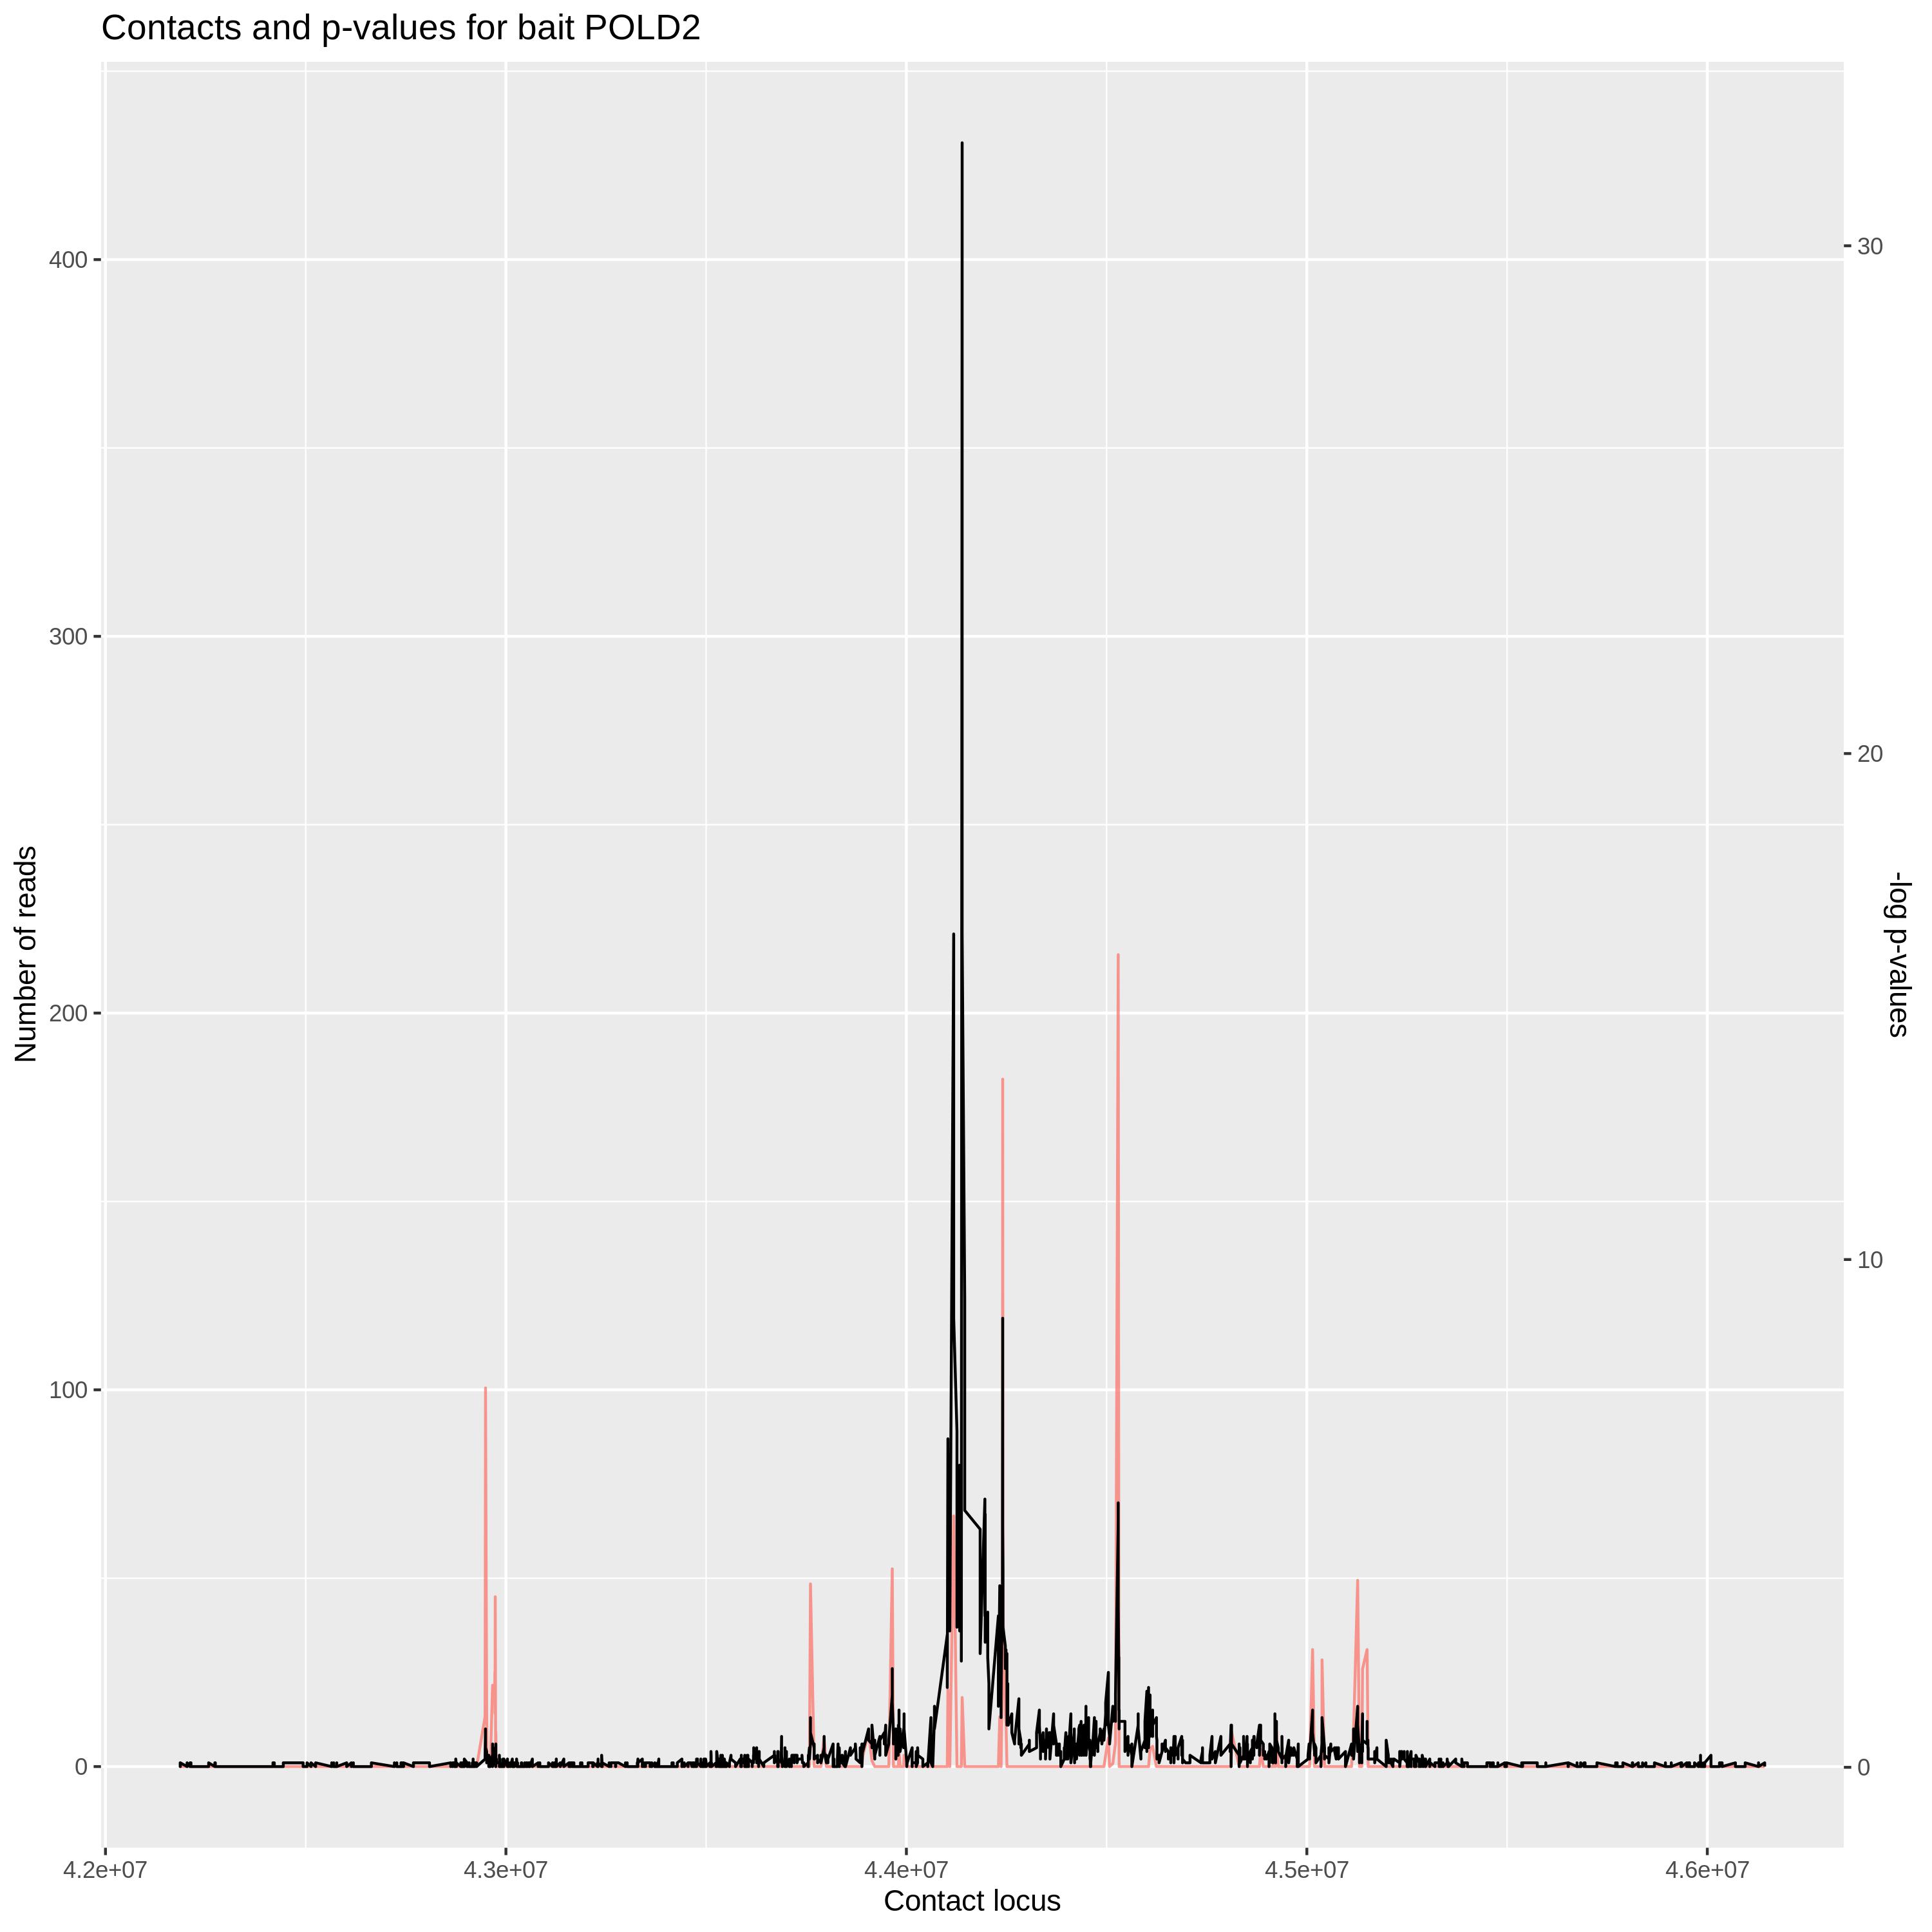 Contacts and p-values for bait POLD2
400
300
200
100
0
30
20
10
0
Number of reads
-log p-values
4.2e+07
4.3e+07
4.4e+07
4.5e+07
4.6e+07
Contact locus